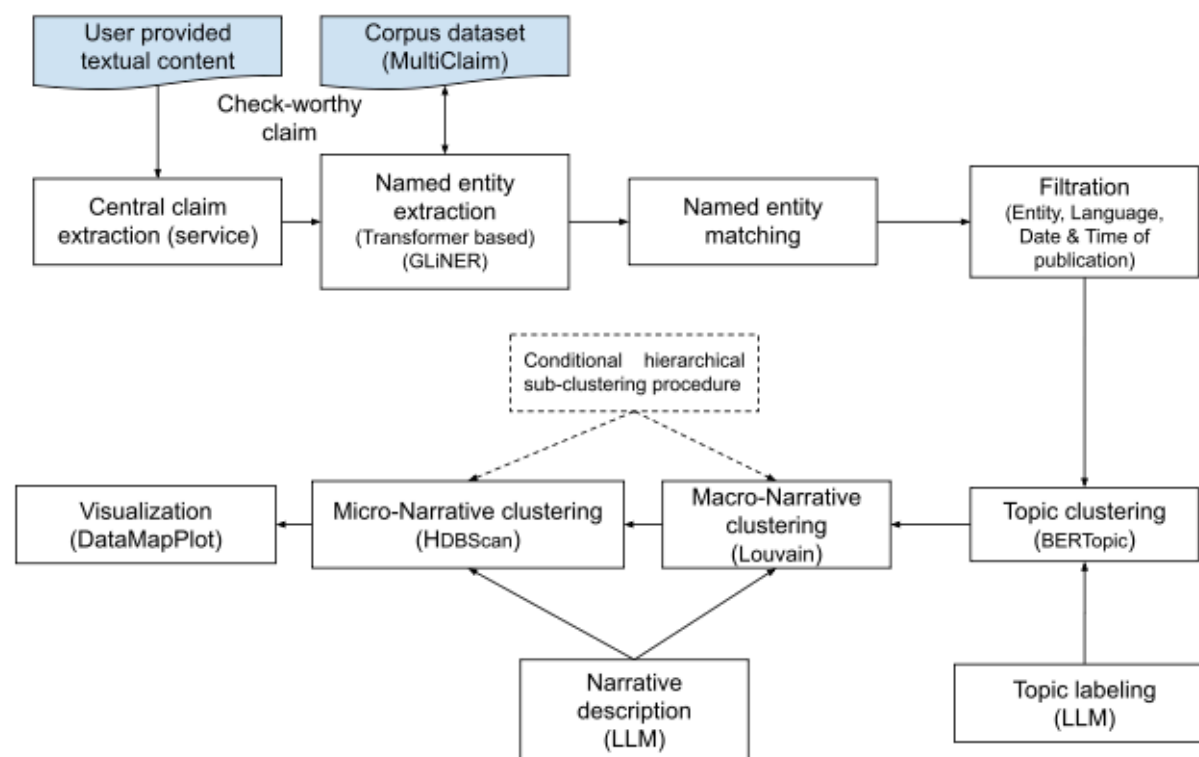 User provided
textual content
Corpus dataset
(MultiClaim)
Check-worthy
claim
Central claim
extraction (service)
Named entity
extraction
(Transformer based)
(GLiNER)
Named entity
matching
Filtration
(Entity, Language,
Date & Time of
publication)
Conditional hierarchical
sub-clustering procedure
Visualization
(DataMapPlot)
Micro-Narrative clustering
(HDBScan)
Macro-Narrative
clustering
(Louvain)
Topic clustering
(BERTopic)
Narrative
description
(LLM)
Topic labeling
(LLM)